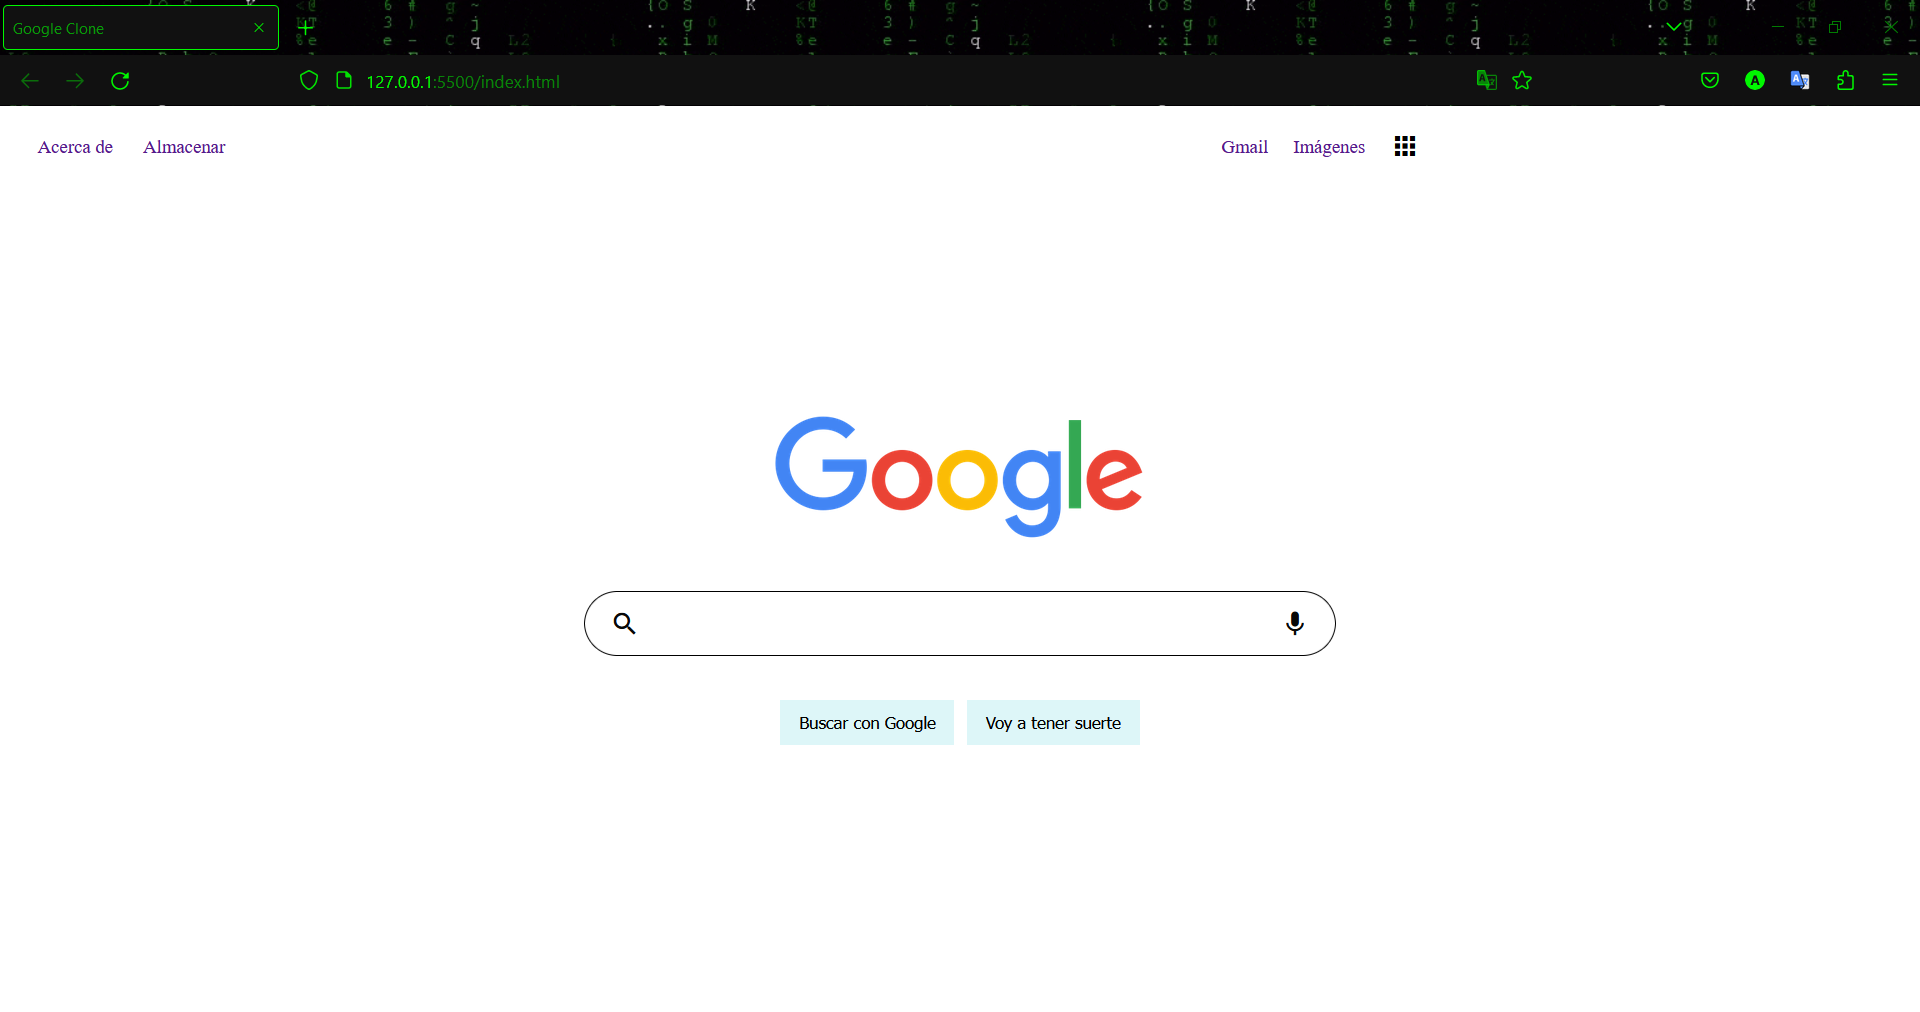 Google Clone
127.0.0.1:5500/index.html
Acerca de Almacenar Gmail Imágenes
Google
Buscar con Google Voy a tener suerte